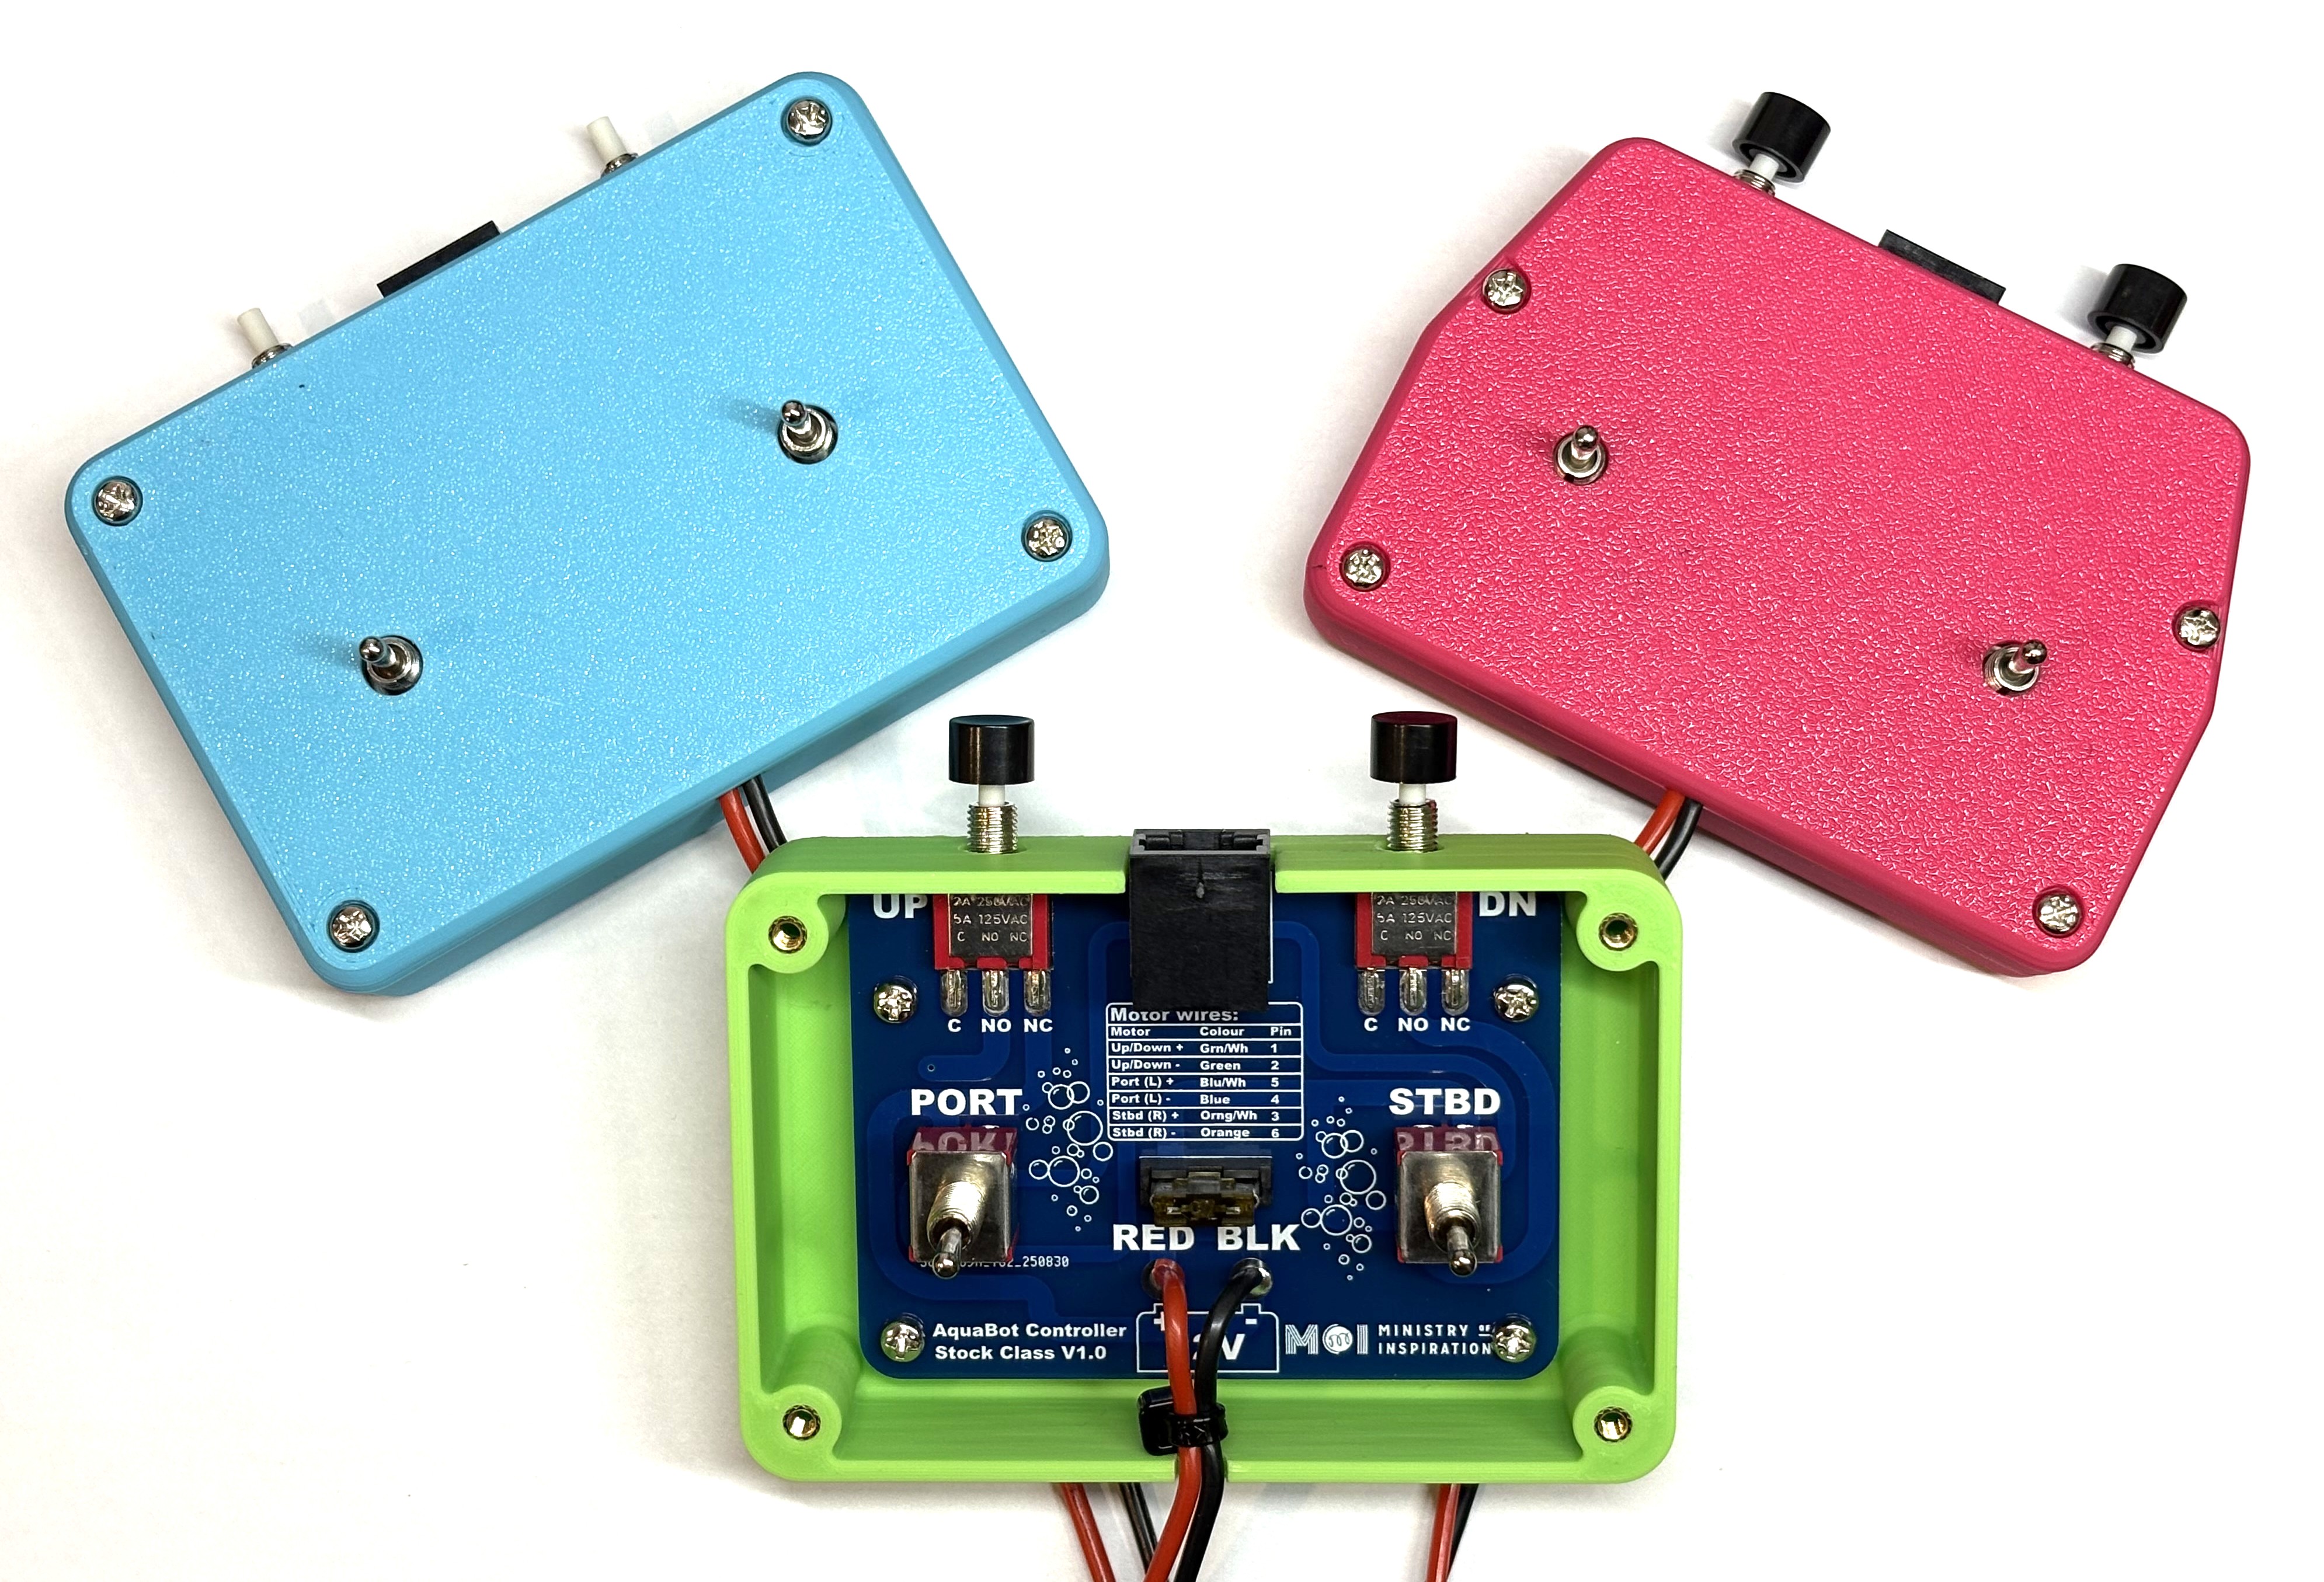 UP
DN
2A 250VAC
5A 125VAC
C NO NC
2A 250VAC
5A 125VAC
C NO NC
C NO NC
C NO NC
Motor wires:
Motor Colour Pin
Up/Down + Grn/Wh 1
Up/Down - Green 2
Port (L) + Blu/Wh 5
Port (L) - Blue 4
Stbd (R) + Orng/Wh 3
Stbd (R) - Orange 6
PORT
STBD
RED BLK
250830
+ -
2V
AquaBot Controller
Stock Class V1.0
MOI MINISTRY OF
INSPIRATION